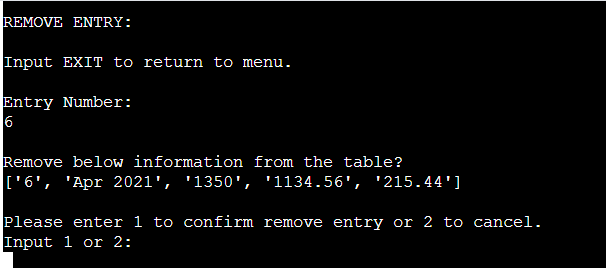 REMOVE ENTRY:
Input EXIT to return to menu.
Entry Number:
6
Remove below information from the table?
['6', 'Apr 2021', '1350', '1134.56', '215.44']
Please enter 1 to confirm remove entry or 2 to cancel.
Input 1 or 2: